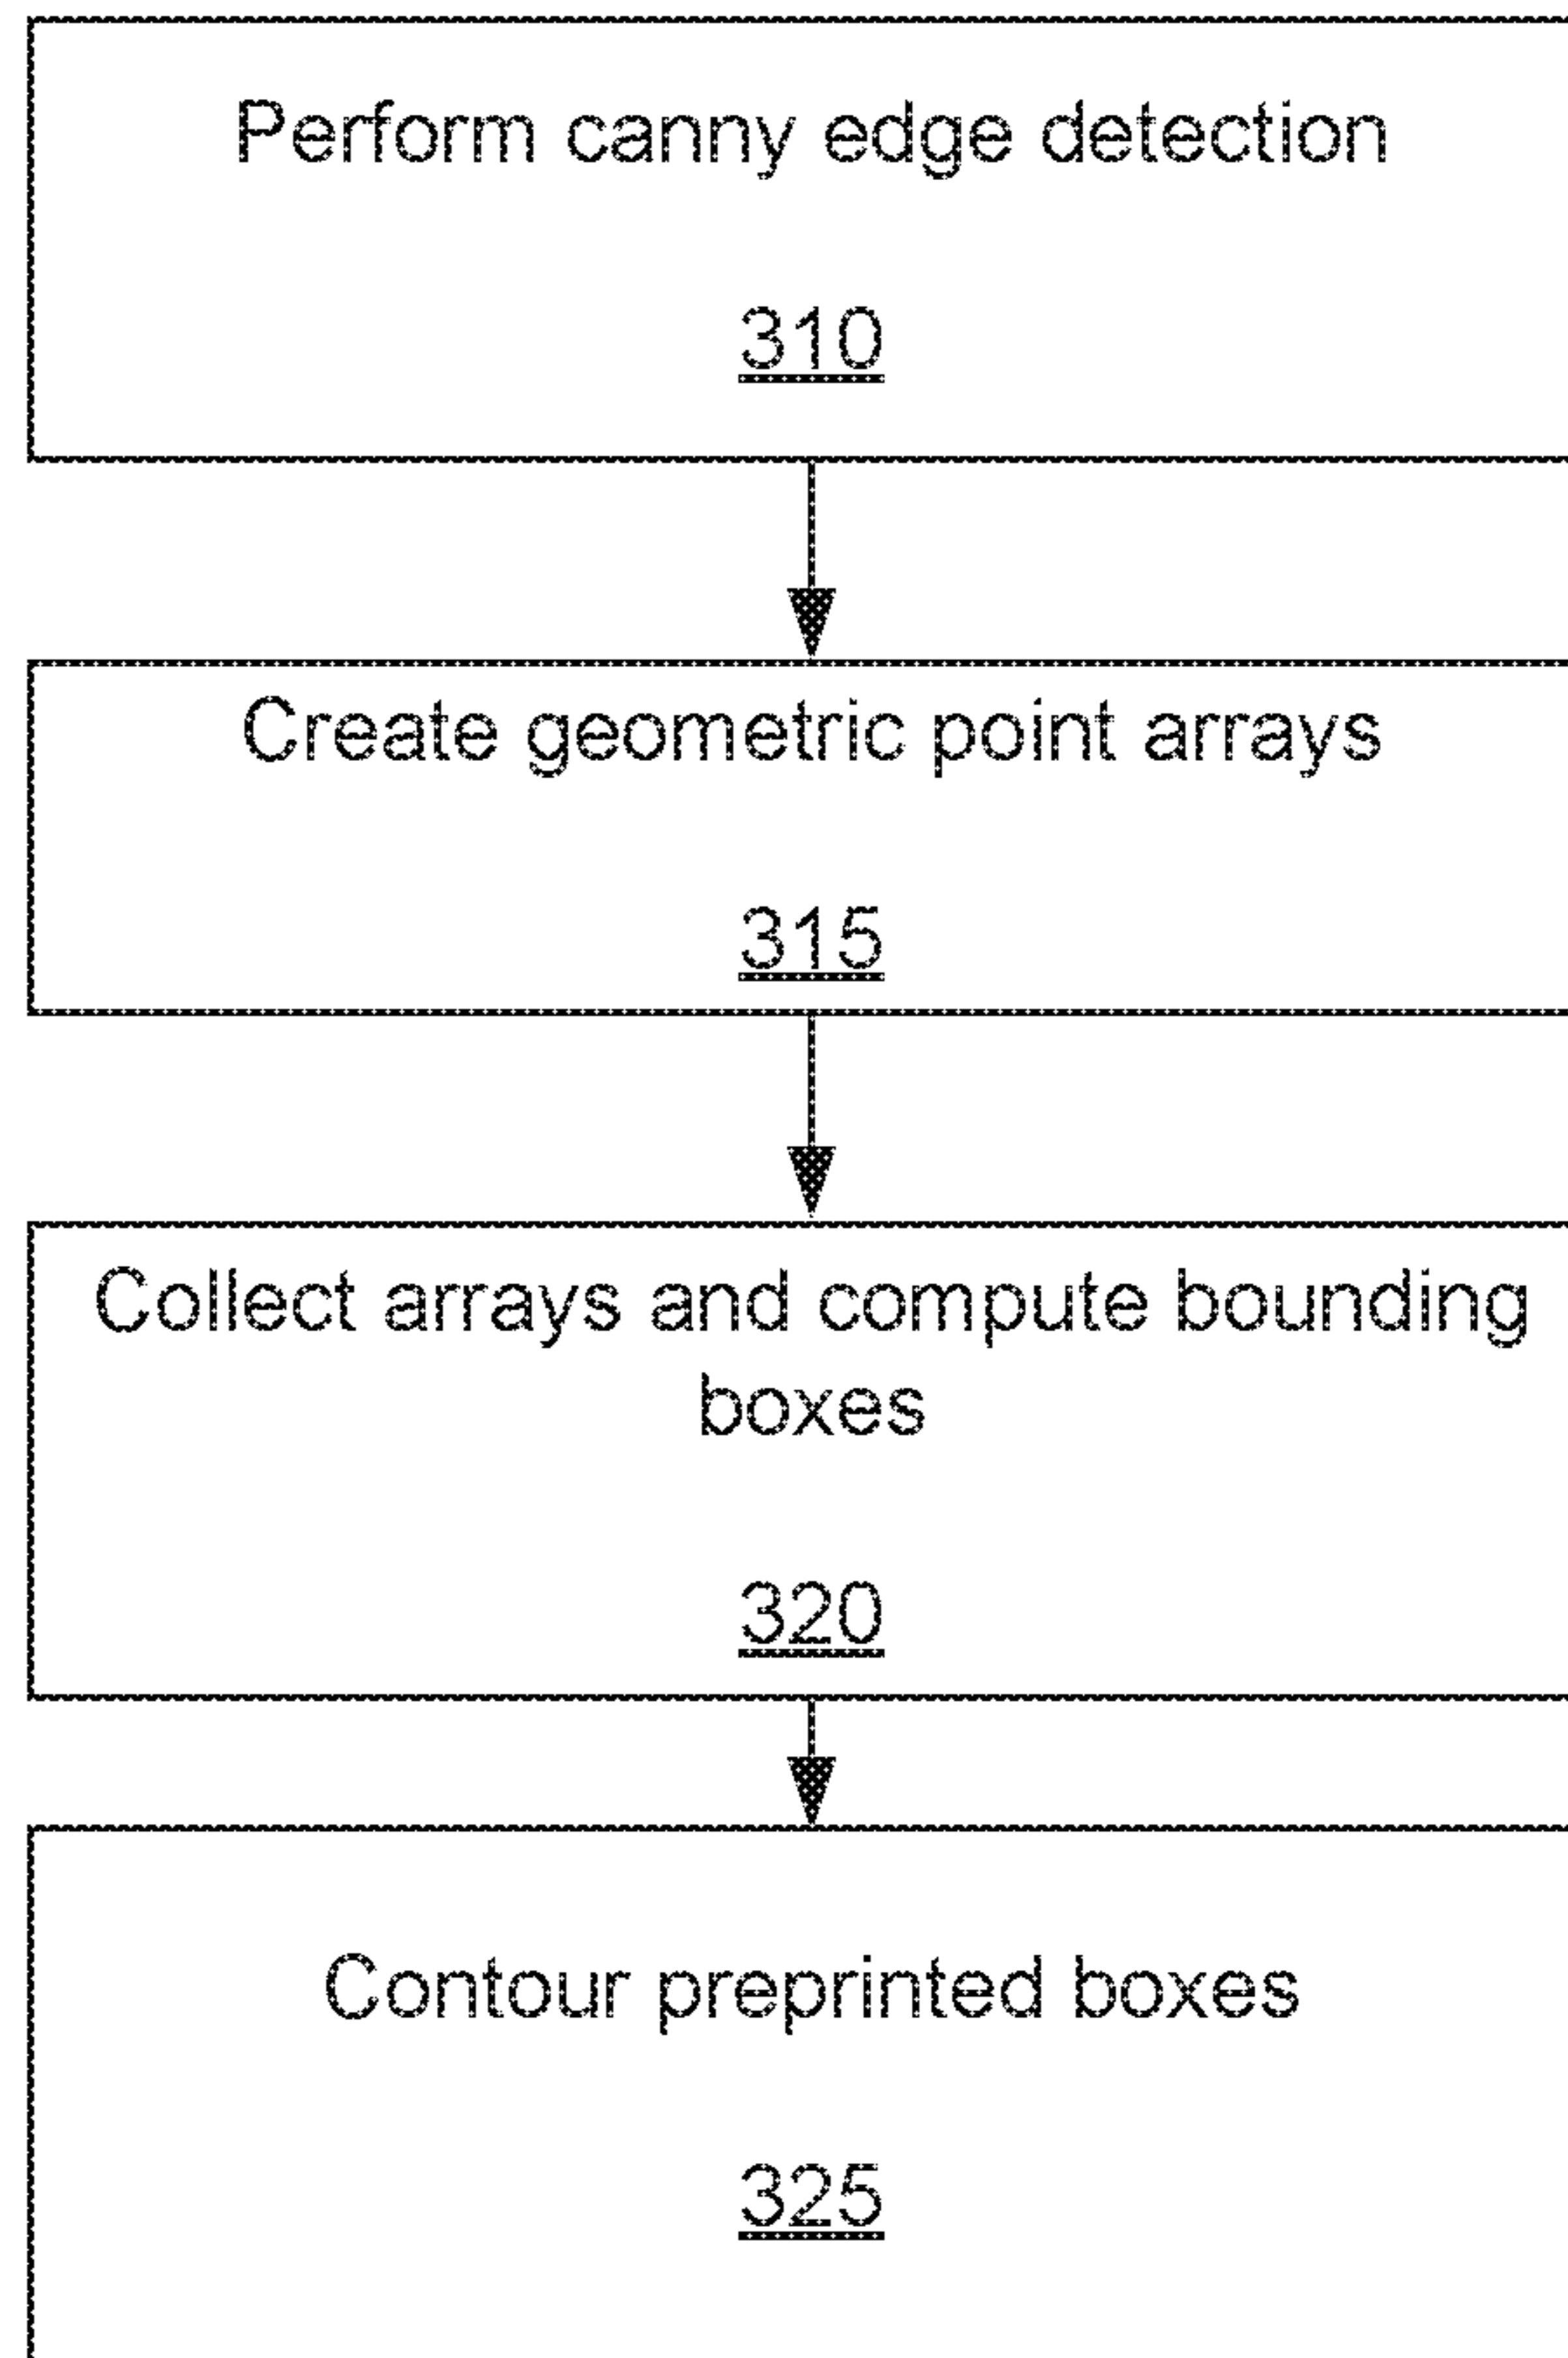 Perform canny edge detection
310
Create geometric point arrays
315
Collect arrays and compute bounding
boxes
320
Contour preprinted boxes
325